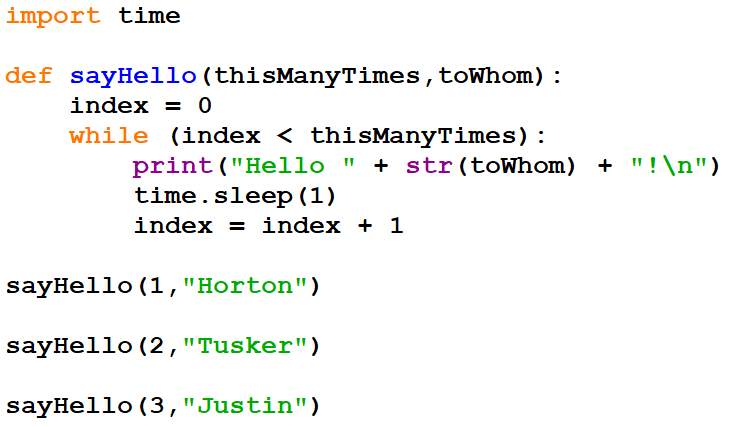 import time
def sayHello(thisManyTimes,toWhom):
    index = 0
    while (index < thisManyTimes):
        print("Hello " + str(toWhom) + "!\n")
        time.sleep(1)
        index = index + 1
sayHello(1,"Horton")
sayHello(2,"Tusker")
sayHello(3,"Justin")